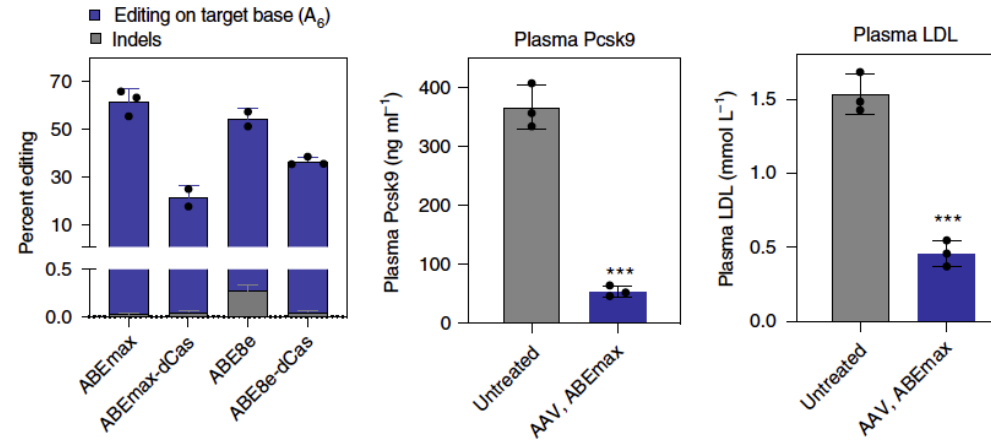 Editing on target base (A₆)
Indels
Percent editing
70
50
30
10
0.5
0.0
ABEmax
ABEmax-dCas
ABE8e
ABE8e-dCas
Plasma Pcsk9
Plasma Pcsk9 (ng ml⁻¹)
400
300
200
100
0
***
Untreated
AAV, ABEmax
Plasma LDL
Plasma LDL (mmol L⁻¹)
1.5
1.0
0.5
0.0
***
Untreated
AAV, ABEmax